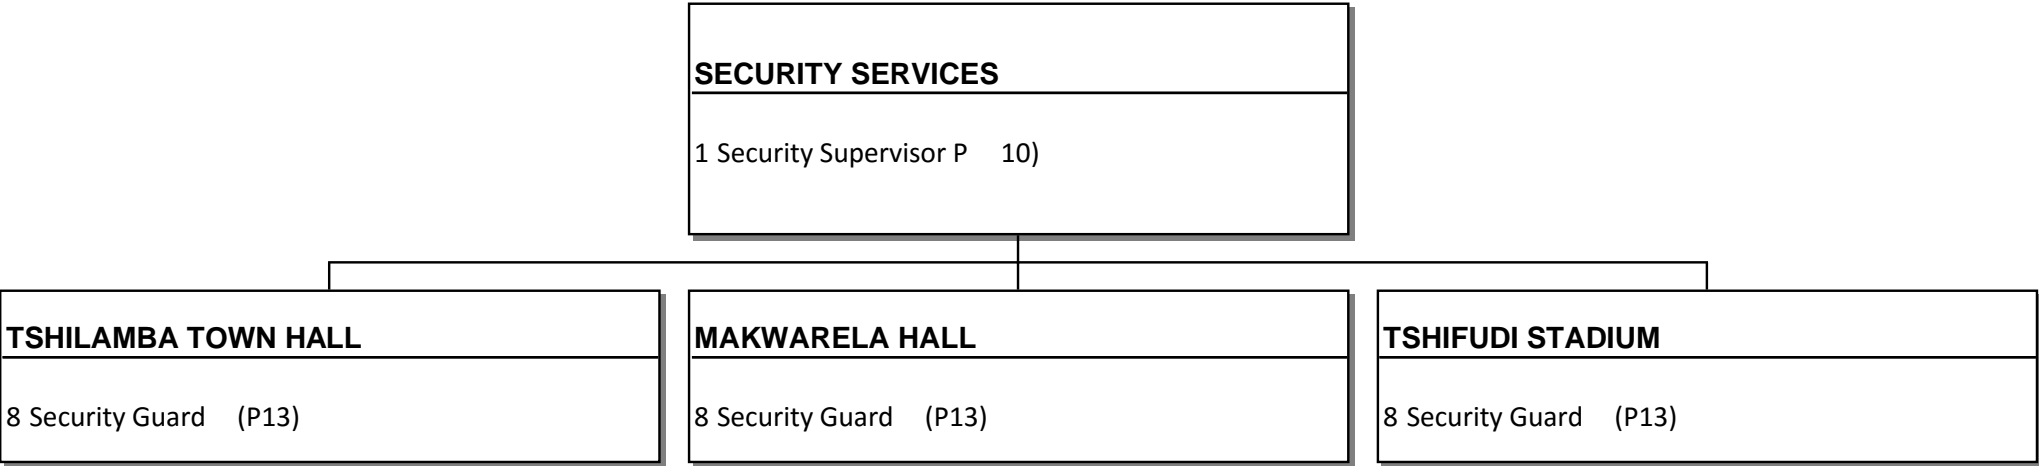 SECURITY SERVICES
1 Security Supervisor P 10)
TSHILAMBA TOWN HALL
8 Security Guard (P13)
MAKWARELA HALL
8 Security Guard (P13)
TSHIFUDI STADIUM
8 Security Guard (P13)